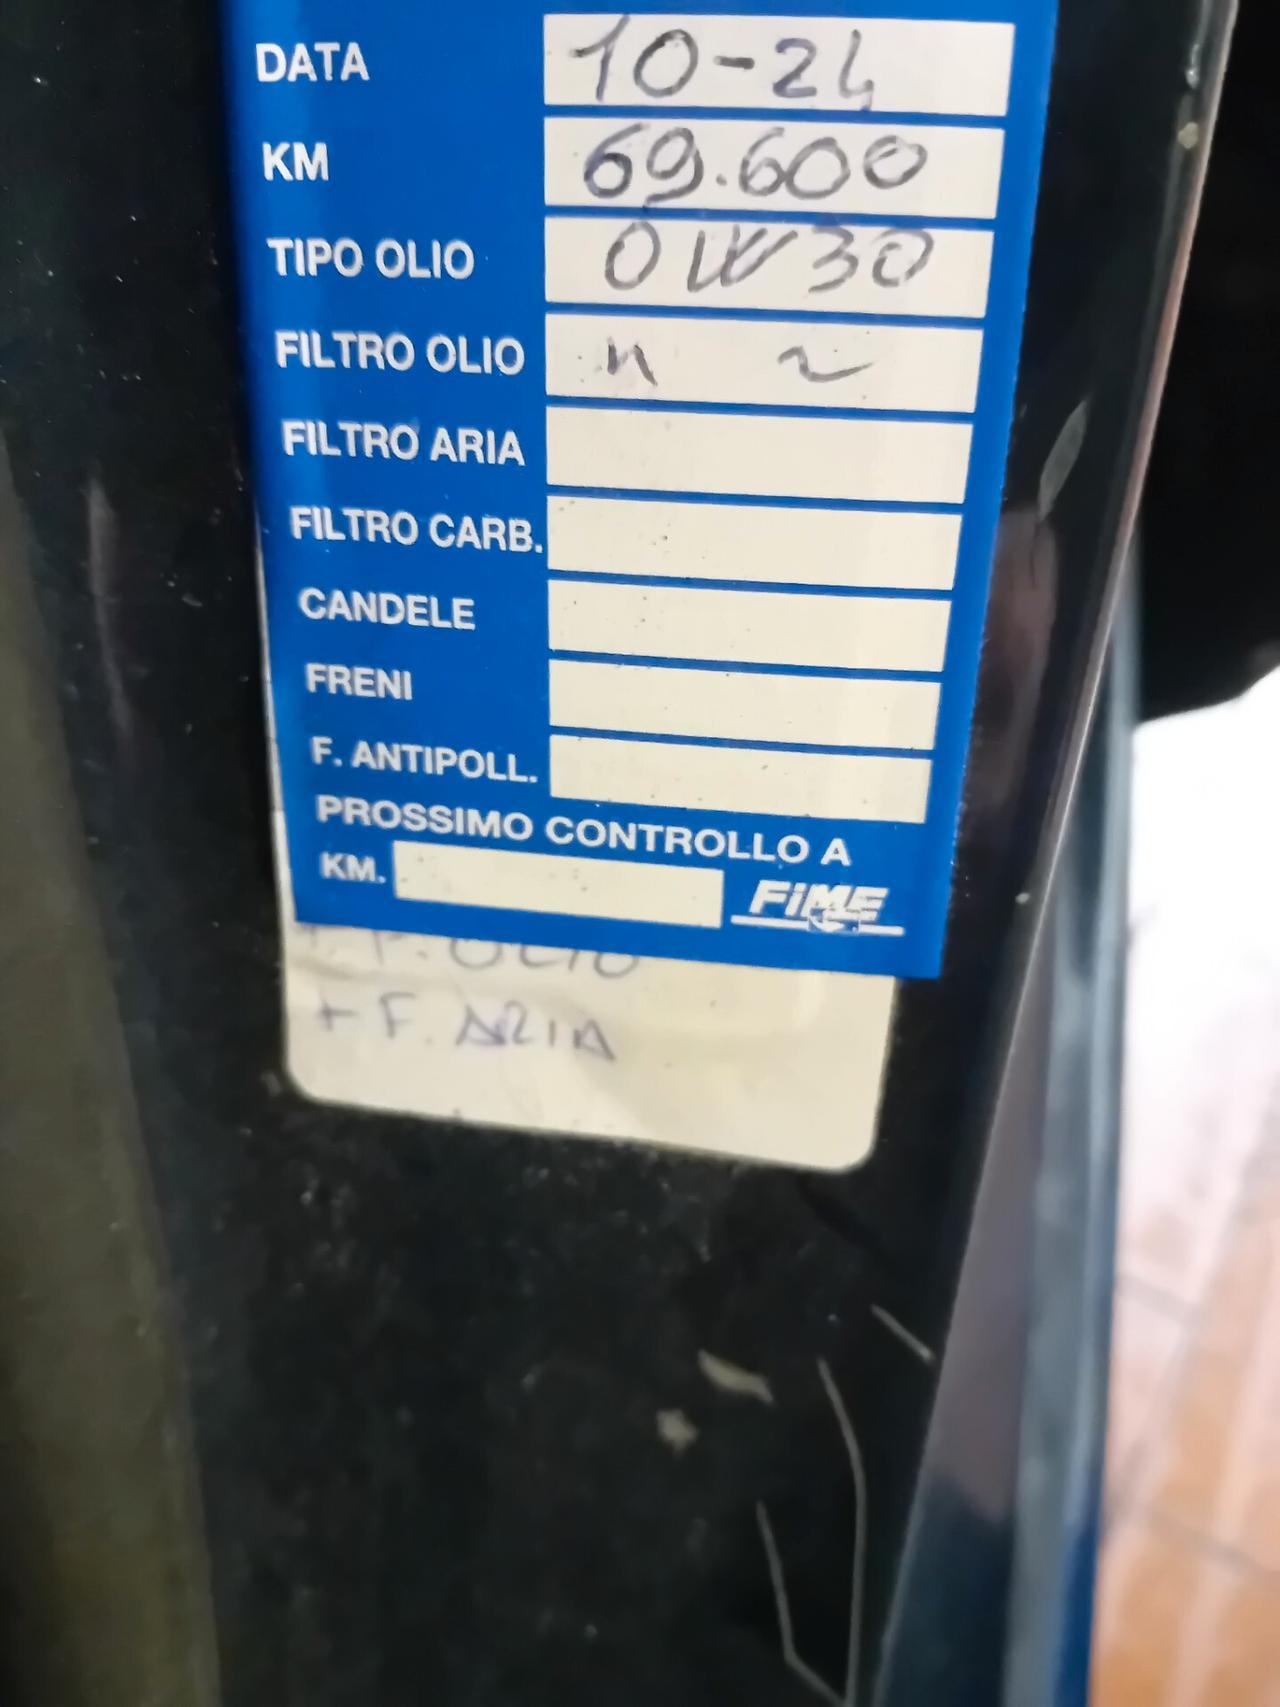 DATA 10-24
KM 69.600
TIPO OLIO 0W30
FILTRO OLIO
FILTRO ARIA
FILTRO CARB.
CANDELE
FRENI
F. ANTIPOLL.
PROSSIMO CONTROLLO A
KM. FiME
F. OLIO
+ F. ARIA